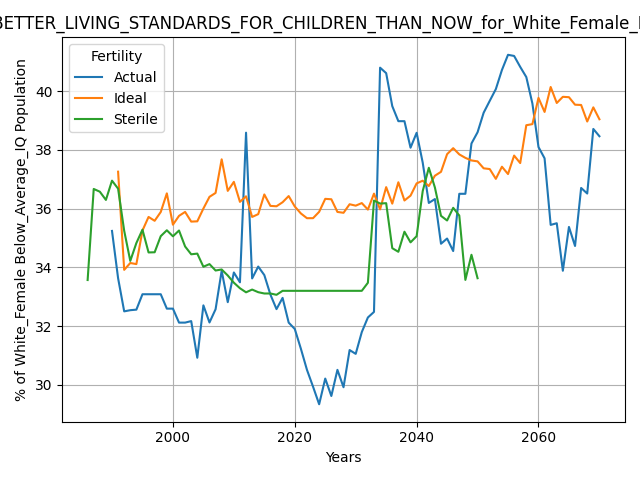 BETTER_LIVING_STANDARDS_FOR_CHILDREN_THAN_NOW_for_White_Female_
Fertility
Actual
Ideal
Sterile
% of White_Female Below_Average_IQ Population
40
38
36
34
32
30
2000
2020
2040
2060
Years